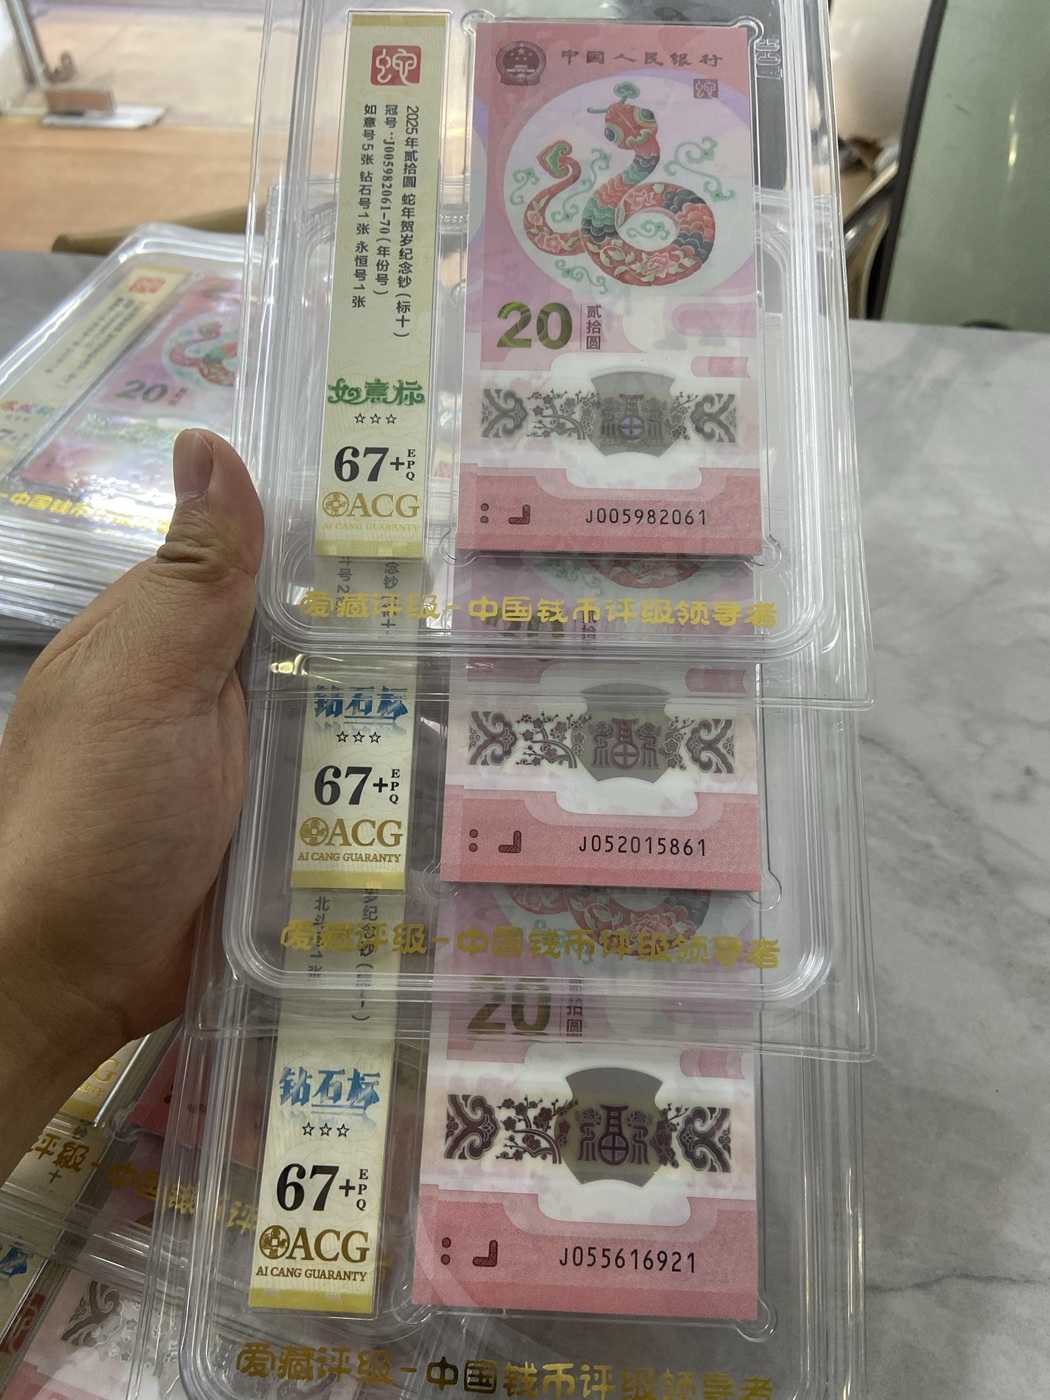 蛇
2025年贰拾圆 蛇年贺岁纪念钞(标十)
冠号:J005982061-70(年份号)
如意号5张 钻石号1张 永恒号1张
如意标
☆☆☆
67+EPQ
ACG
AI CANG GUARANTY
中国人民银行
20
贰拾圆
福
J005982061
爱藏评级-中国钱币评级领导者
钻石标
☆☆☆
67+EPQ
ACG
AI CANG GUARANTY
福
J052015861
爱藏评级-中国钱币评级领导者
20
钻石标
☆☆☆
67+EPQ
ACG
AI CANG GUARANTY
福
J055616921
爱藏评级-中国钱币评级领导者
20